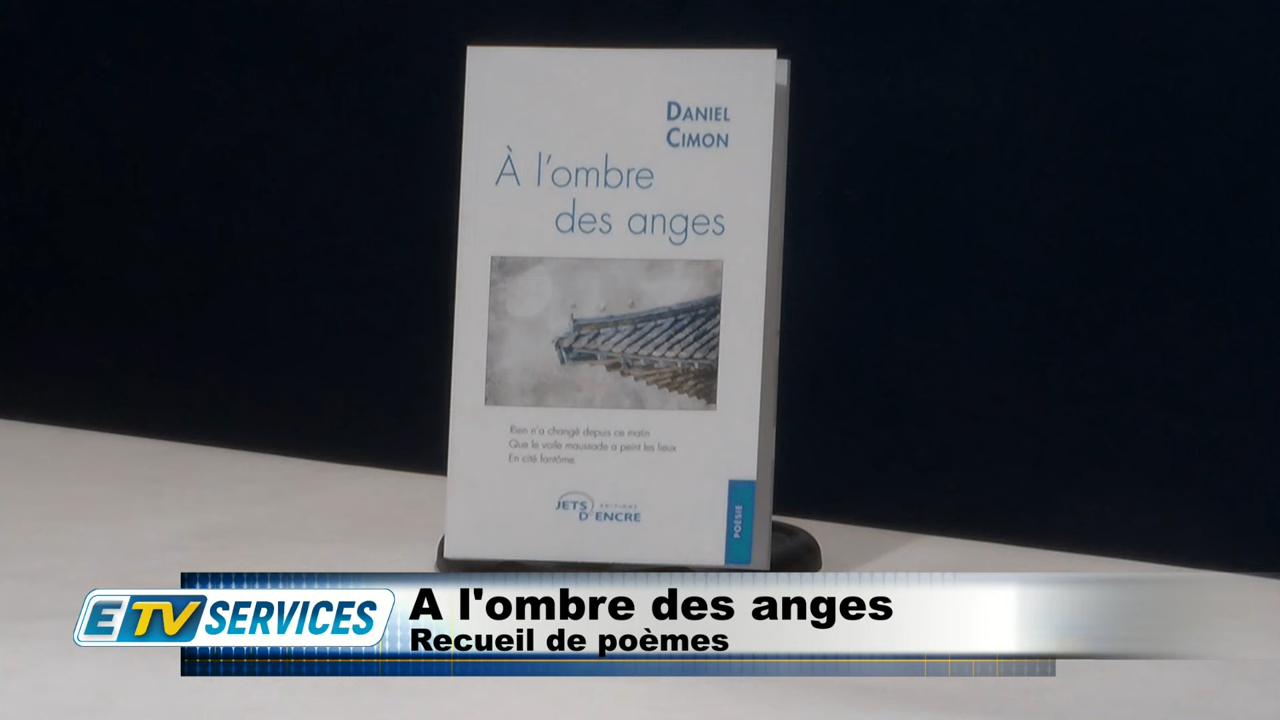 DANIEL
CIMON
À l'ombre
des anges
Rien n'a changé depuis ce matin
Que le voile maussade a peint les lieux
En cité fantôme.
JETS ÉDITIONS
D'ENCRE
POÉSIE
ETV SERVICES
A l'ombre des anges
Recueil de poèmes